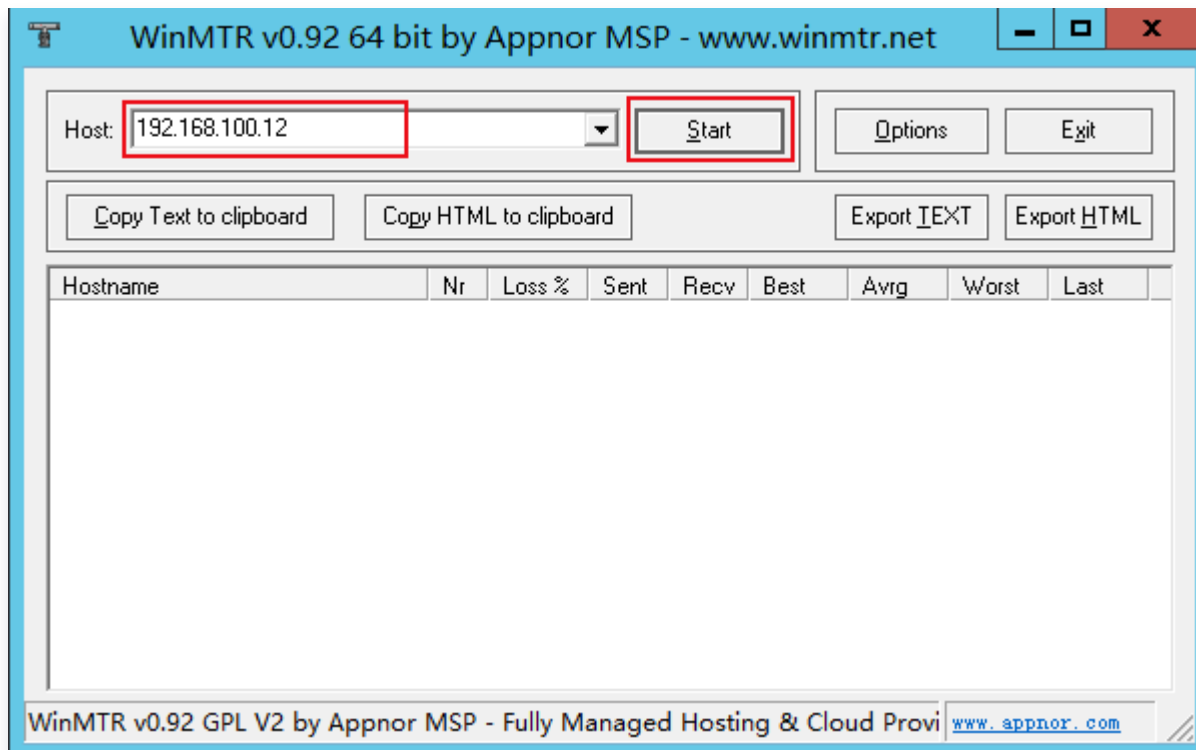 WinMTR v0.92 64 bit by Appnor MSP - www.winmtr.net
Host: 192.168.100.12 Start Options Exit
Copy Text to clipboard Copy HTML to clipboard Export TEXT Export HTML
Hostname Nr Loss % Sent Recv Best Avrg Worst Last
WinMTR v0.92 GPL V2 by Appnor MSP - Fully Managed Hosting & Cloud Provi www.appnor.com